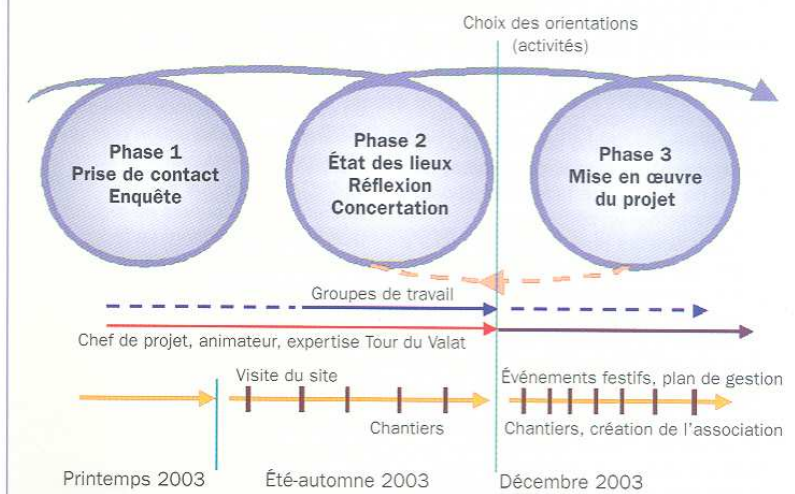 Choix des orientations
(activités)
Phase 1
Prise de contact
Enquête
Phase 2
État des lieux
Réflexion
Concertation
Phase 3
Mise en œuvre
du projet
Groupes de travail
Chef de projet, animateur, expertise Tour du Valat
Visite du site
Événements festifs, plan de gestion
Chantiers
Chantiers, création de l'association
Printemps 2003
Été-automne 2003
Décembre 2003